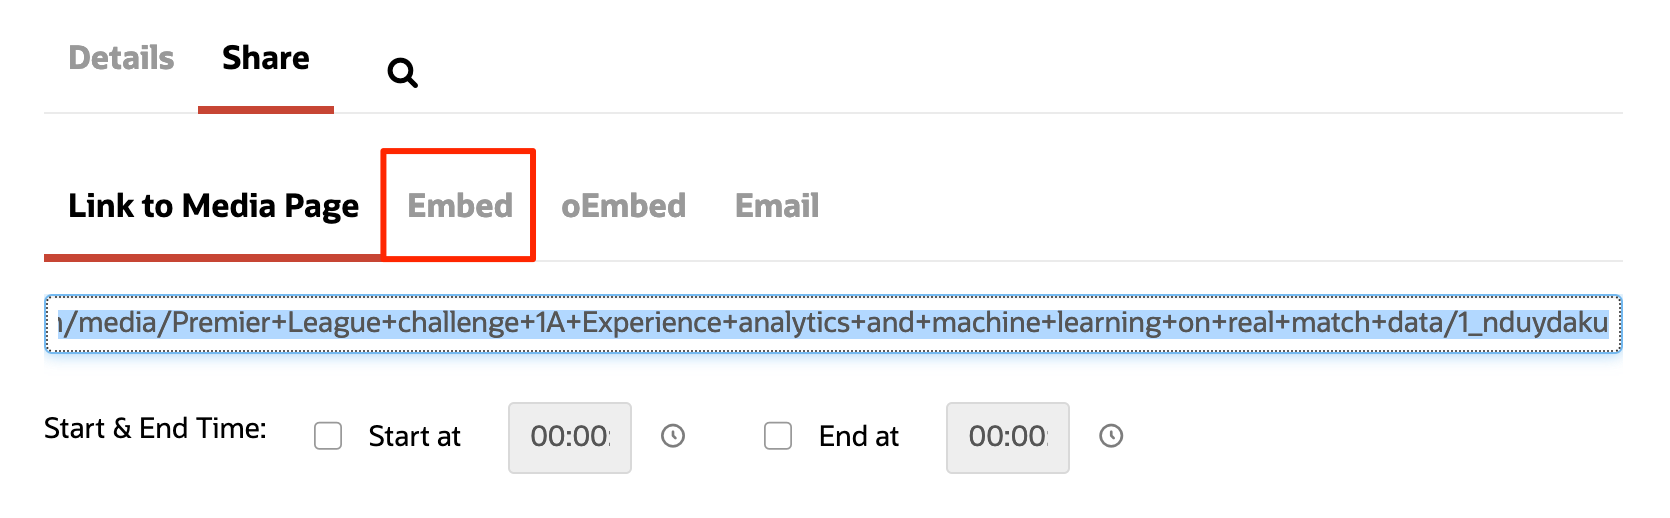 Details Share
Link to Media Page Embed oEmbed Email
/media/Premier+League+challenge+1A+Experience+analytics+and+machine+learning+on+real+match+data/1_nduydaku
Start & End Time: Start at 00:00: End at 00:00: